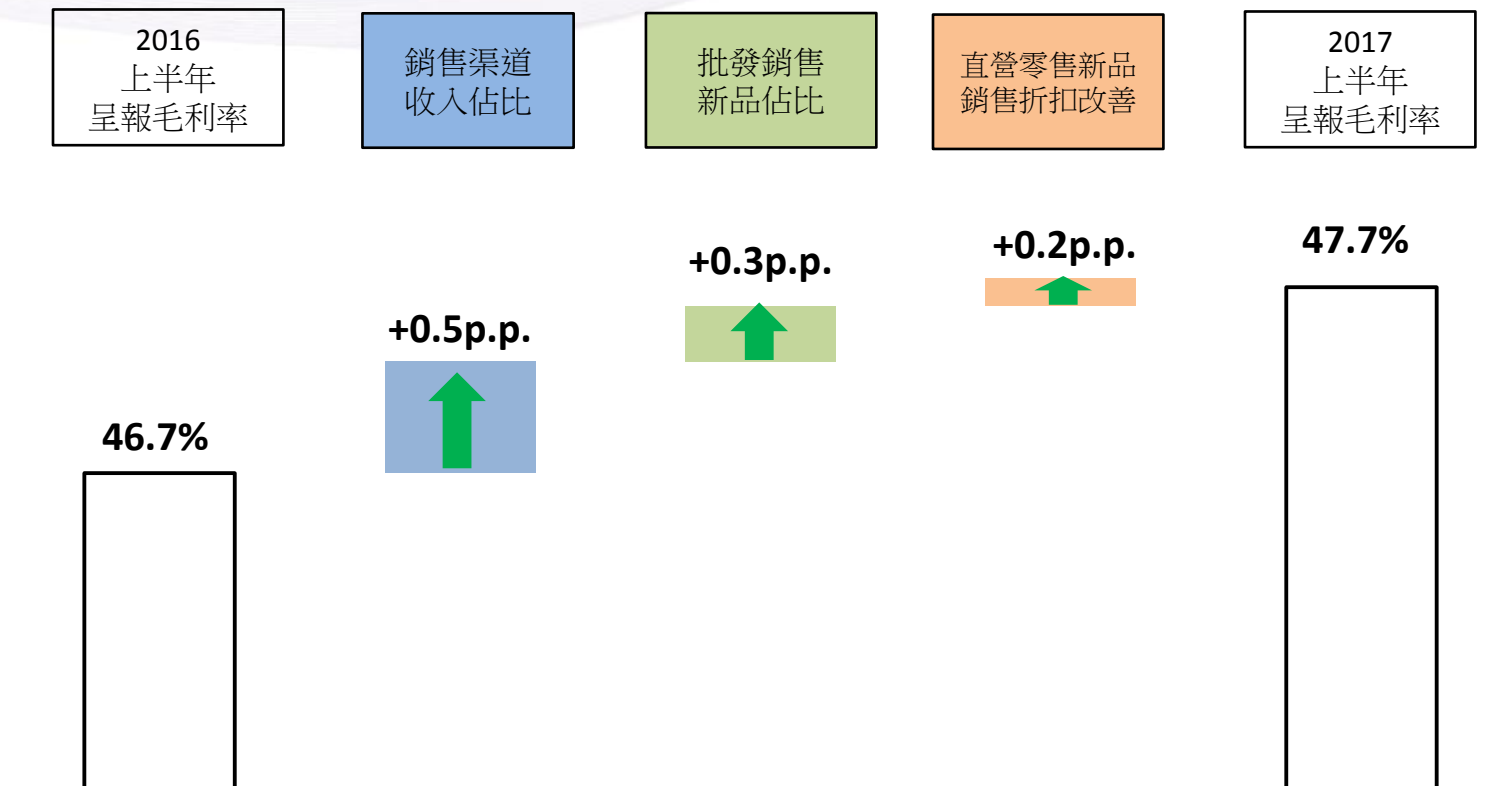 2016
上半年
呈報毛利率
銷售渠道
收入佔比
批發銷售
新品佔比
直營零售新品
銷售折扣改善
2017
上半年
呈報毛利率
46.7%
+0.5p.p.
+0.3p.p.
+0.2p.p.
47.7%